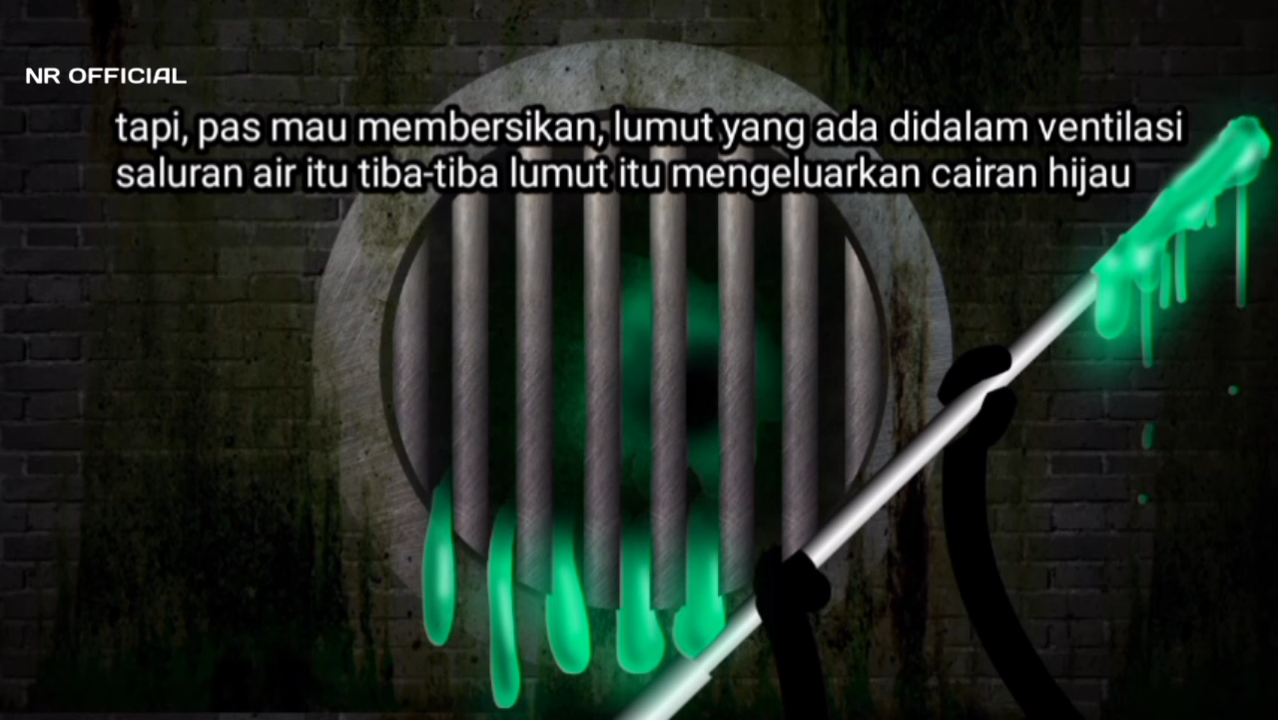 NR OFFICIAL
tapi, pas mau membersikan, lumut yang ada didalam ventilasi
saluran air itu tiba-tiba lumut itu mengeluarkan cairan hijau